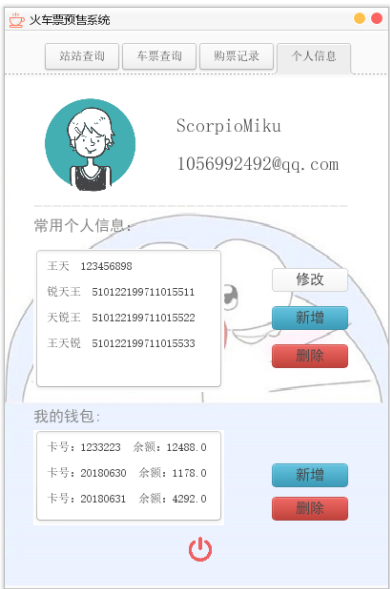 火车票预售系统
站站查询 车票查询 购票记录 个人信息
ScorpioMiku
1056992492@qq.com
常用个人信息:
王天 123456898
锐天王 510122199711015511
天锐王 510122199711015522
王天锐 510122199711015533
修改
新增
删除
我的钱包:
卡号:1233223 余额:12488.0
卡号:20180630 余额:1178.0
卡号:20180631 余额:4292.0
新增
删除